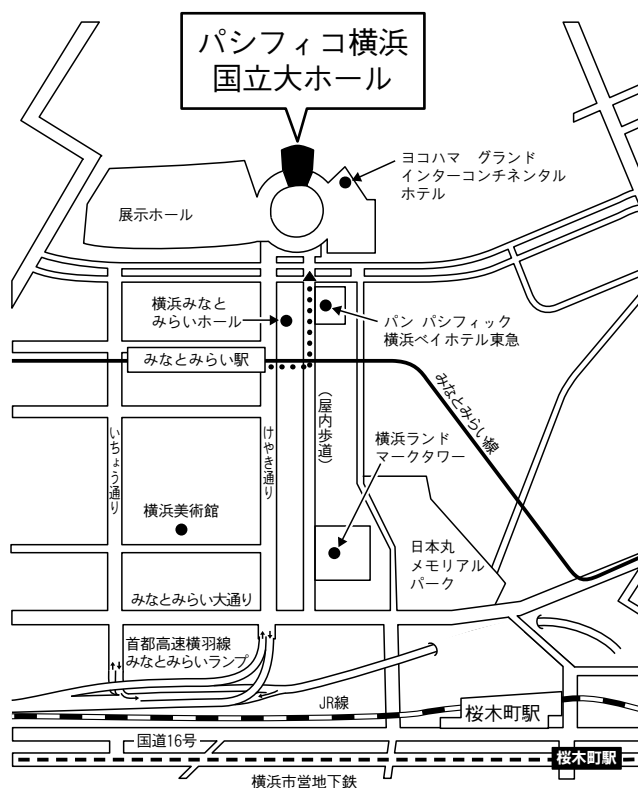 パシフィコ横浜
国立大ホール
ヨコハマ グランド
インターコンチネンタル
ホテル
展示ホール
横浜みなと
みらいホール
パン パシフィック
横浜ベイホテル東急
みなとみらい駅
みなとみらい線
(屋内歩道)
いちょう通り
けやき通り
横浜ランド
マークタワー
横浜美術館
日本丸
メモリアル
パーク
みなとみらい大通り
首都高速横羽線
みなとみらいランプ
JR線
桜木町駅
国道16号
桜木町駅
横浜市営地下鉄